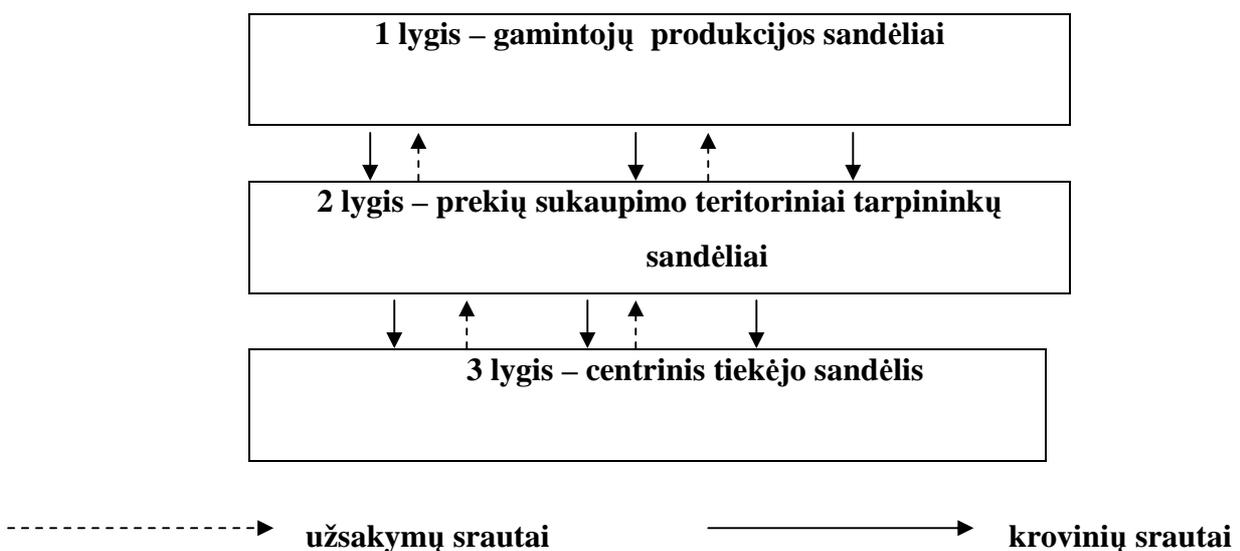 1 lygis – gamintojų produkcijos sandėliai
2 lygis – prekių sukaupimo teritoriniai tarpininkų
sandėliai
3 lygis – centrinis tiekėjo sandėlis
užsakymų srautai
krovinių srautai